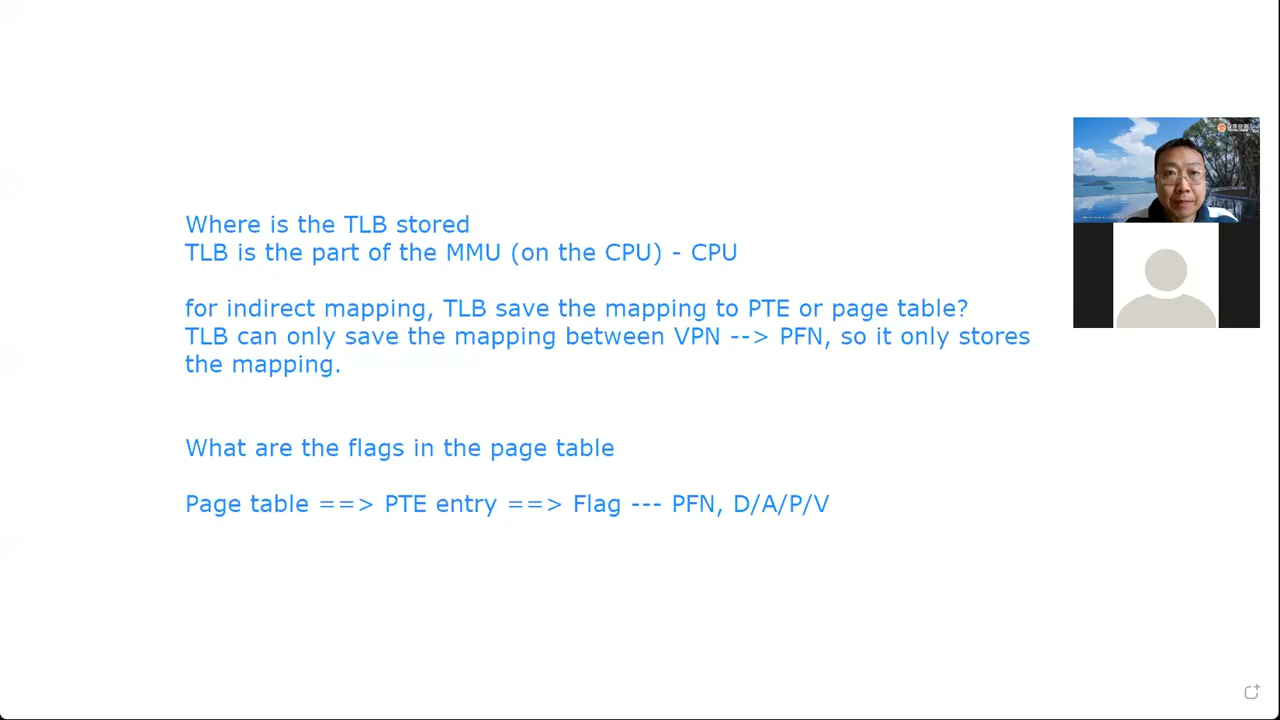 Where is the TLB stored
TLB is the part of the MMU (on the CPU) - CPU
for indirect mapping, TLB save the mapping to PTE or page table?
TLB can only save the mapping between VPN --> PFN, so it only stores
the mapping.
What are the flags in the page table
Page table ==> PTE entry ==> Flag --- PFN, D/A/P/V